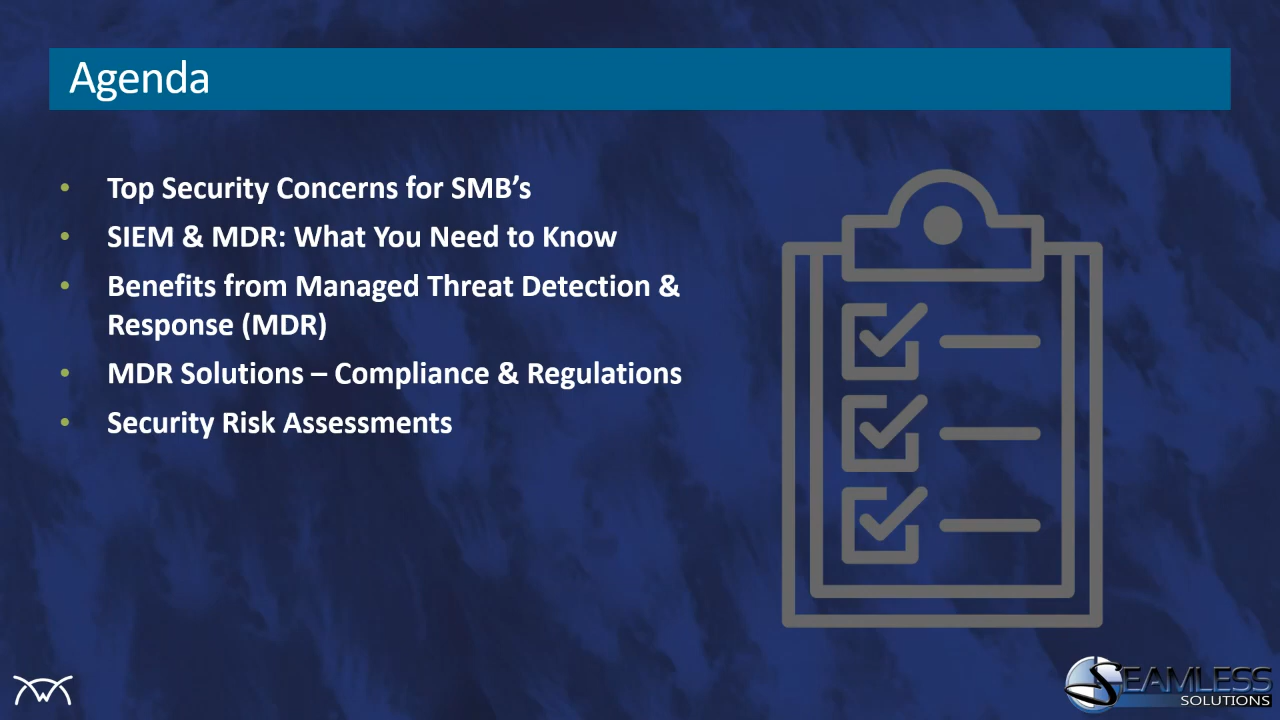 Agenda
• Top Security Concerns for SMB’s
• SIEM & MDR: What You Need to Know
• Benefits from Managed Threat Detection &
Response (MDR)
• MDR Solutions – Compliance & Regulations
• Security Risk Assessments
SEAMLESS
SOLUTIONS